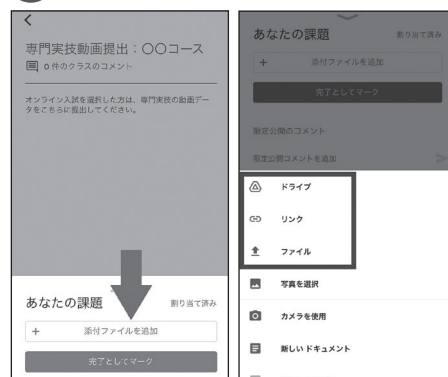 専門実技動画提出:〇〇コース
0 件のクラスのコメント
オンライン入試を選択した方は、専門実技の動画デー
タをこちらに提出してください。
あなたの課題
割り当て済み
+ 添付ファイルを追加
完了としてマーク
あなたの課題
割り当て済み
+ 添付ファイルを追加
完了としてマーク
限定公開のコメント
限定公開コメントを追加
ドライブ
リンク
ファイル
写真を選択
カメラを使用
新しいドキュメント